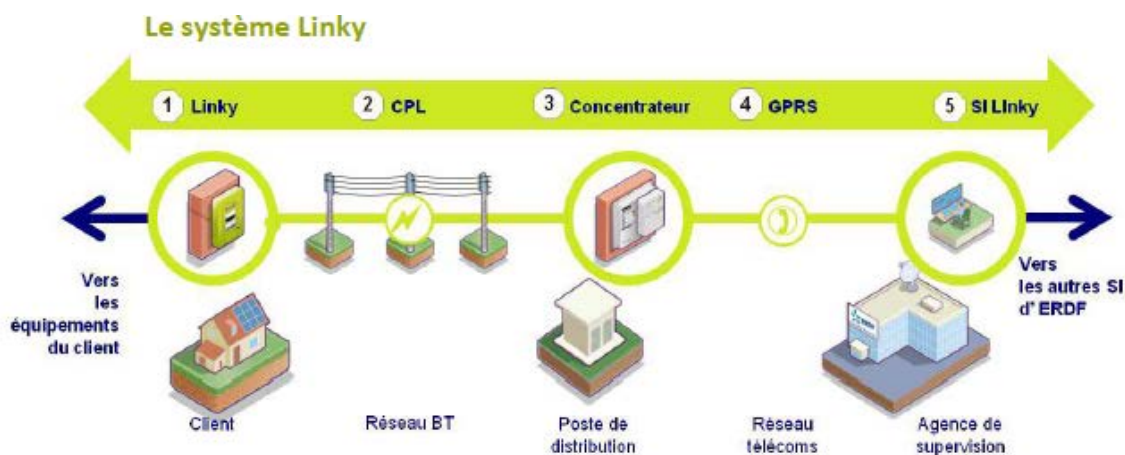 Le système Linky
1 Linky
2 CPL
3 Concentrateur
4 GPRS
5 SI LInky
Vers
les
équipements
du client
Vers
les autres SI
d'ERDF
Client
Réseau BT
Poste de
distribution
Réseau
télécoms
Agence de
supervision